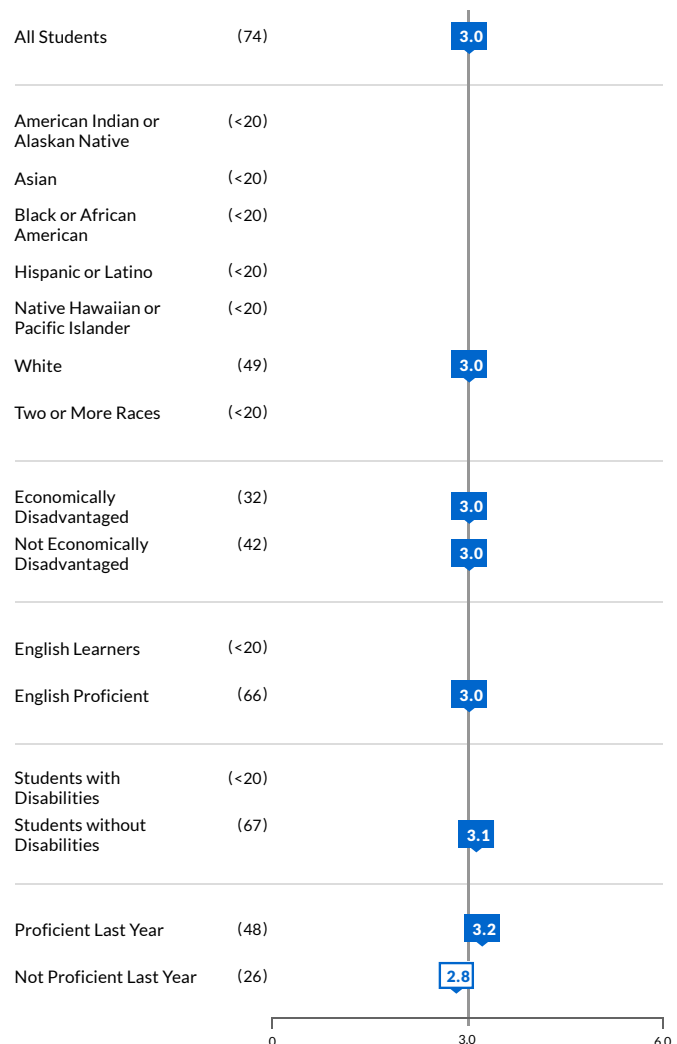 All Students (74) 3.0
American Indian or (<20)
Alaskan Native
Asian (<20)
Black or African (<20)
American
Hispanic or Latino (<20)
Native Hawaiian or (<20)
Pacific Islander
White (49) 3.0
Two or More Races (<20)
Economically (32) 3.0
Disadvantaged
Not Economically (42) 3.0
Disadvantaged
English Learners (<20)
English Proficient (66) 3.0
Students with (<20)
Disabilities
Students without (67) 3.1
Disabilities
Proficient Last Year (48) 3.2
Not Proficient Last Year (26) 2.8
0 3.0 6.0